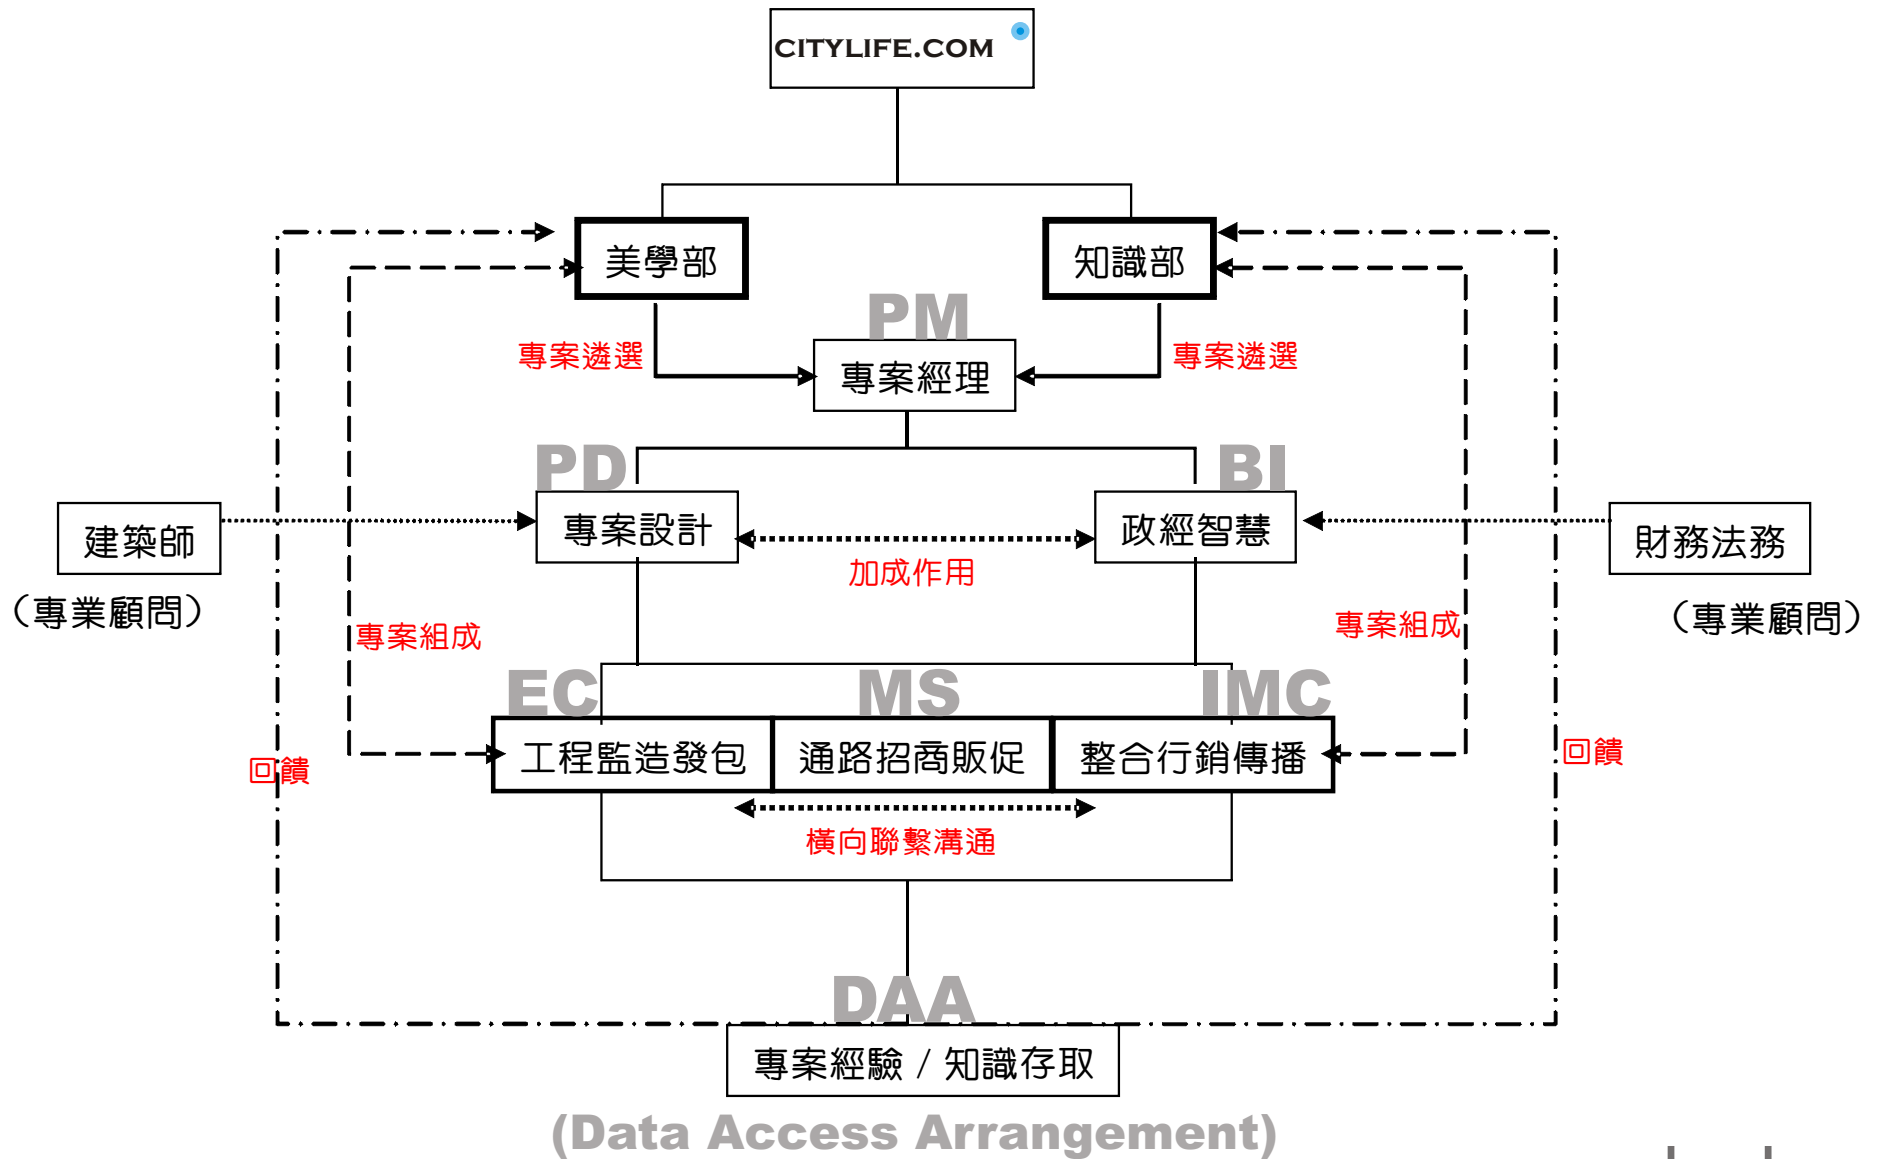 CITYLIFE.COM
美學部
知識部
PM
專案遴選
專案遴選
專案經理
PD
BI
建築師
專案設計
政經智慧
財務法務
加成作用
（專業顧問）
（專業顧問）
專案組成
專案組成
EC
MS
IMC
工程監造發包
通路招商販促
整合行銷傳播
回饋
回饋
橫向聯繫溝通
DAA
專案經驗 / 知識存取
(Data Access Arrangement)